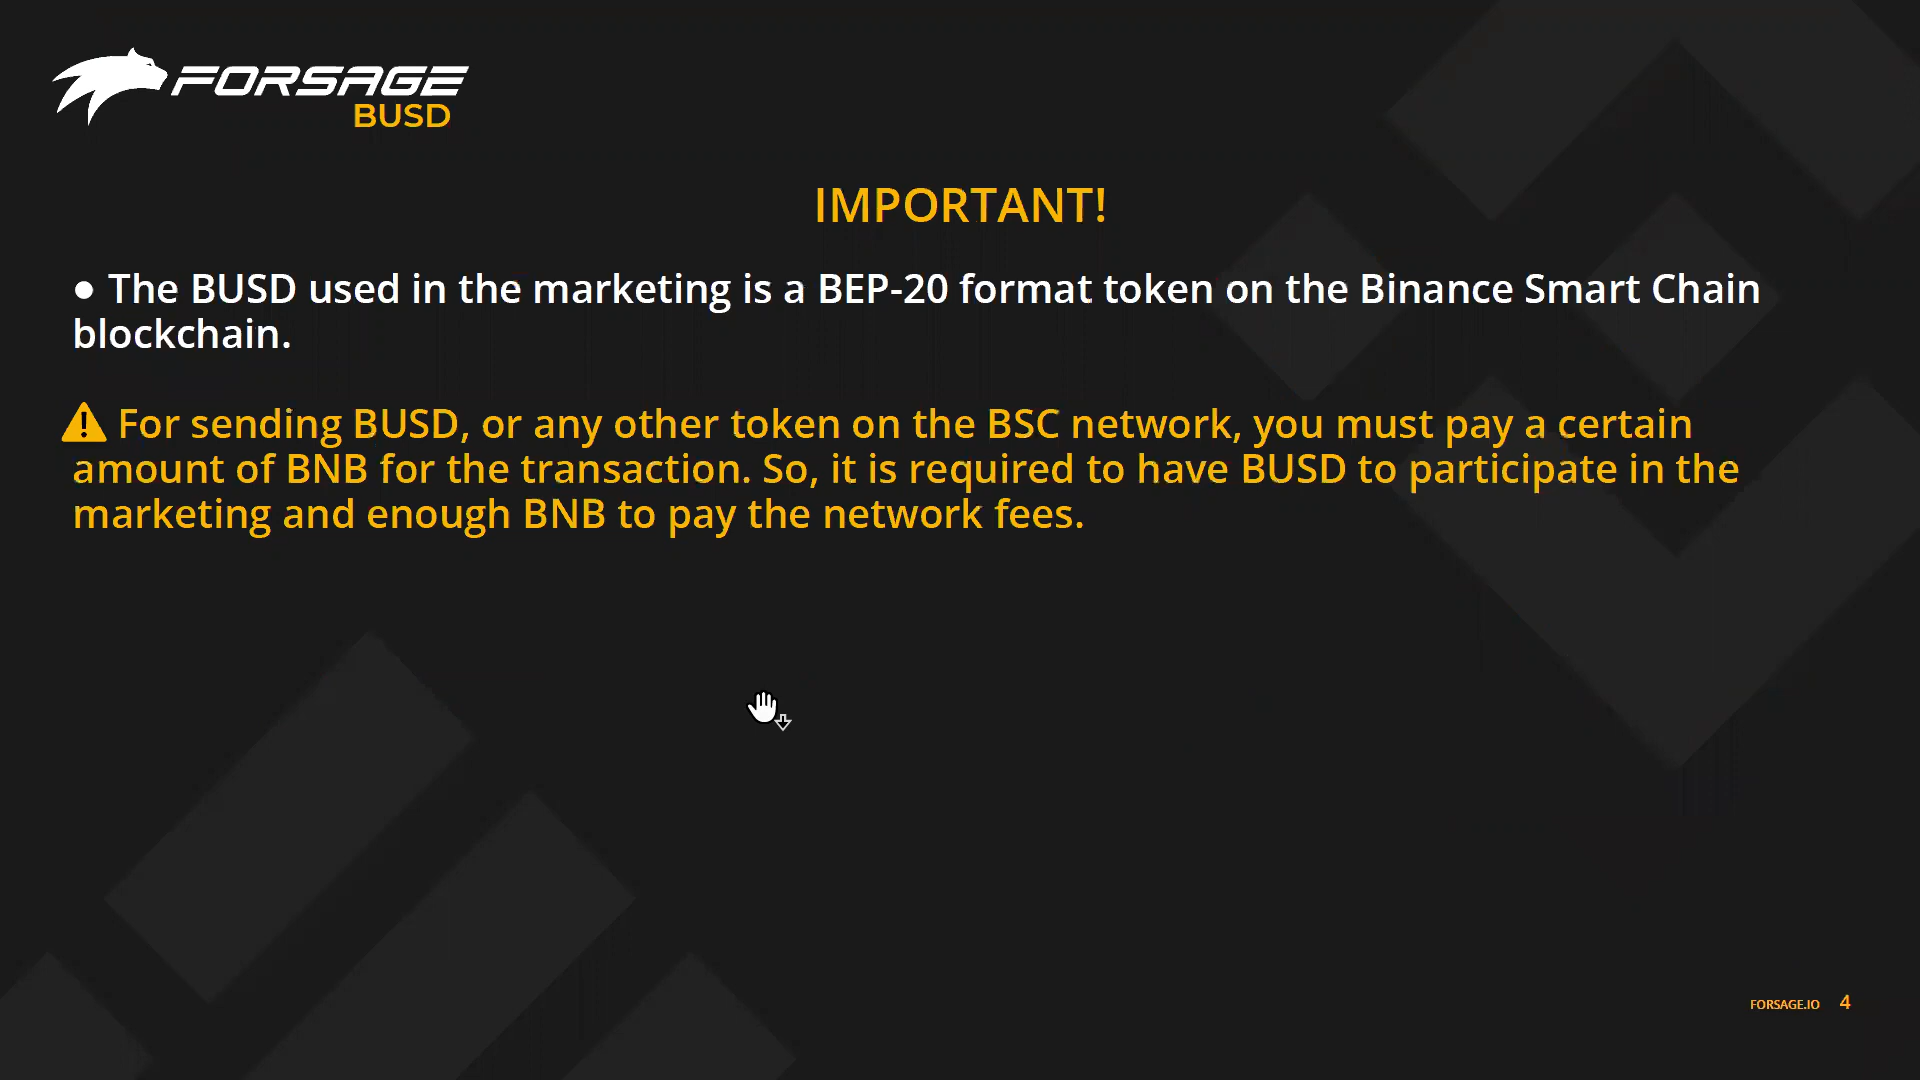 FORSAGE
BUSD
IMPORTANT!
● The BUSD used in the marketing is a BEP-20 format token on the Binance Smart Chain
blockchain.
⚠ For sending BUSD, or any other token on the BSC network, you must pay a certain
amount of BNB for the transaction. So, it is required to have BUSD to participate in the
marketing and enough BNB to pay the network fees.
FORSAGE.IO 4